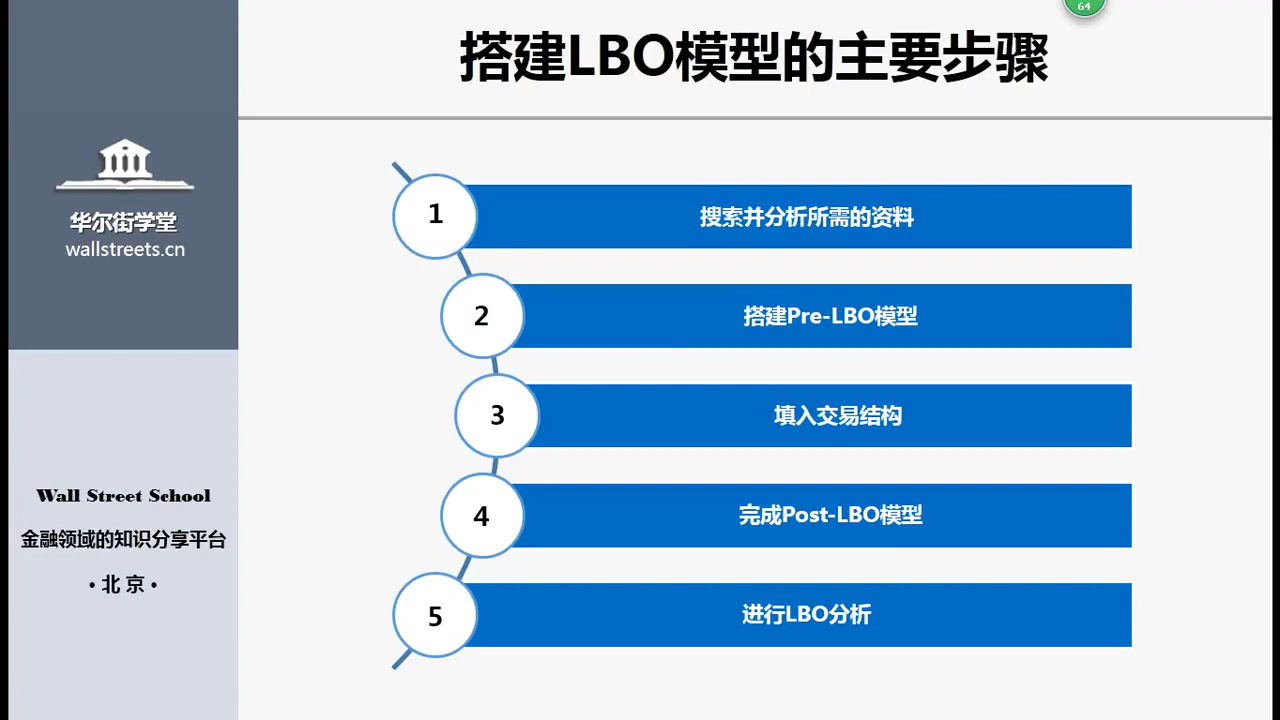 64
搭建LBO模型的主要步骤
华尔街学堂
wallstreets.cn
1
搜索并分析所需的资料
2
搭建Pre-LBO模型
3
填入交易结构
4
完成Post-LBO模型
5
进行LBO分析
Wall Street School
金融领域的知识分享平台
• 北 京 •